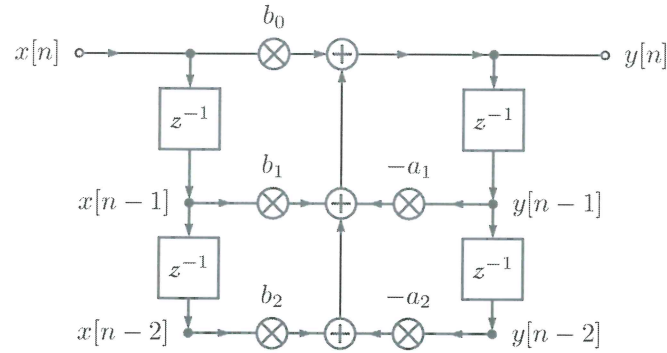 b₀
x[n] y[n]
z⁻¹ z⁻¹
b₁ −a₁
x[n − 1] y[n − 1]
z⁻¹ z⁻¹
b₂ −a₂
x[n − 2] y[n − 2]